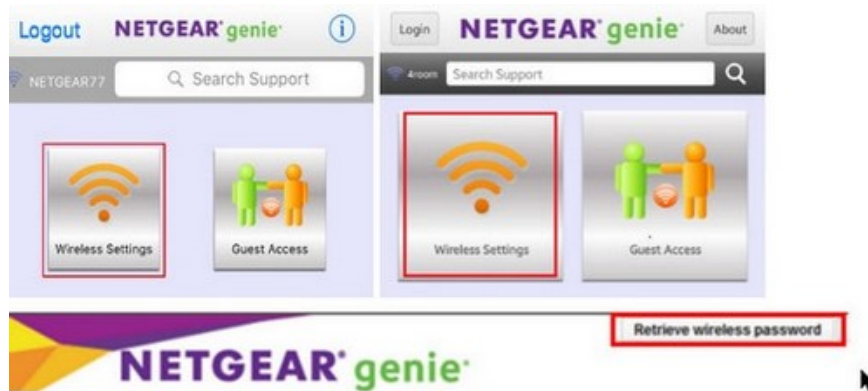 Logout NETGEAR genie i
NETGEAR77 Search Support
Wireless Settings Guest Access
Login NETGEAR genie About
4room Search Support
Wireless Settings Guest Access
Retrieve wireless password
NETGEAR genie